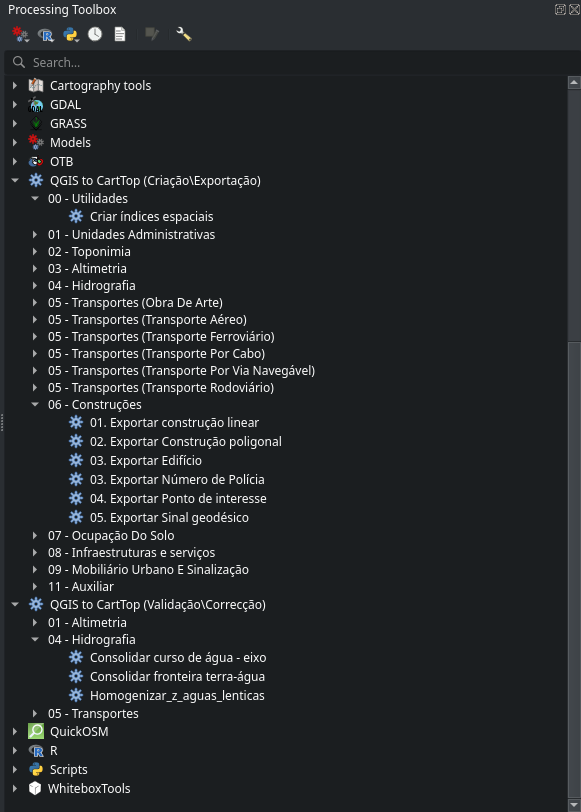 Processing Toolbox
Search...
Cartography tools
GDAL
GRASS
Models
OTB
QGIS to CartTop (Criação\Exportação)
00 - Utilidades
Criar índices espaciais
01 - Unidades Administrativas
02 - Toponimia
03 - Altimetria
04 - Hidrografia
05 - Transportes (Obra De Arte)
05 - Transportes (Transporte Aéreo)
05 - Transportes (Transporte Ferroviário)
05 - Transportes (Transporte Por Cabo)
05 - Transportes (Transporte Por Via Navegável)
05 - Transportes (Transporte Rodoviário)
06 - Construções
01. Exportar construção linear
02. Exportar Construção poligonal
03. Exportar Edifício
03. Exportar Número de Polícia
04. Exportar Ponto de interesse
05. Exportar Sinal geodésico
07 - Ocupação Do Solo
08 - Infraestruturas e serviços
09 - Mobiliário Urbano E Sinalização
11 - Auxiliar
QGIS to CartTop (Validação\Correcção)
01 - Altimetria
04 - Hidrografia
Consolidar curso de água - eixo
Consolidar fronteira terra-água
Homogenizar_z_aguas_lenticas
05 - Transportes
QuickOSM
R
Scripts
WhiteboxTools